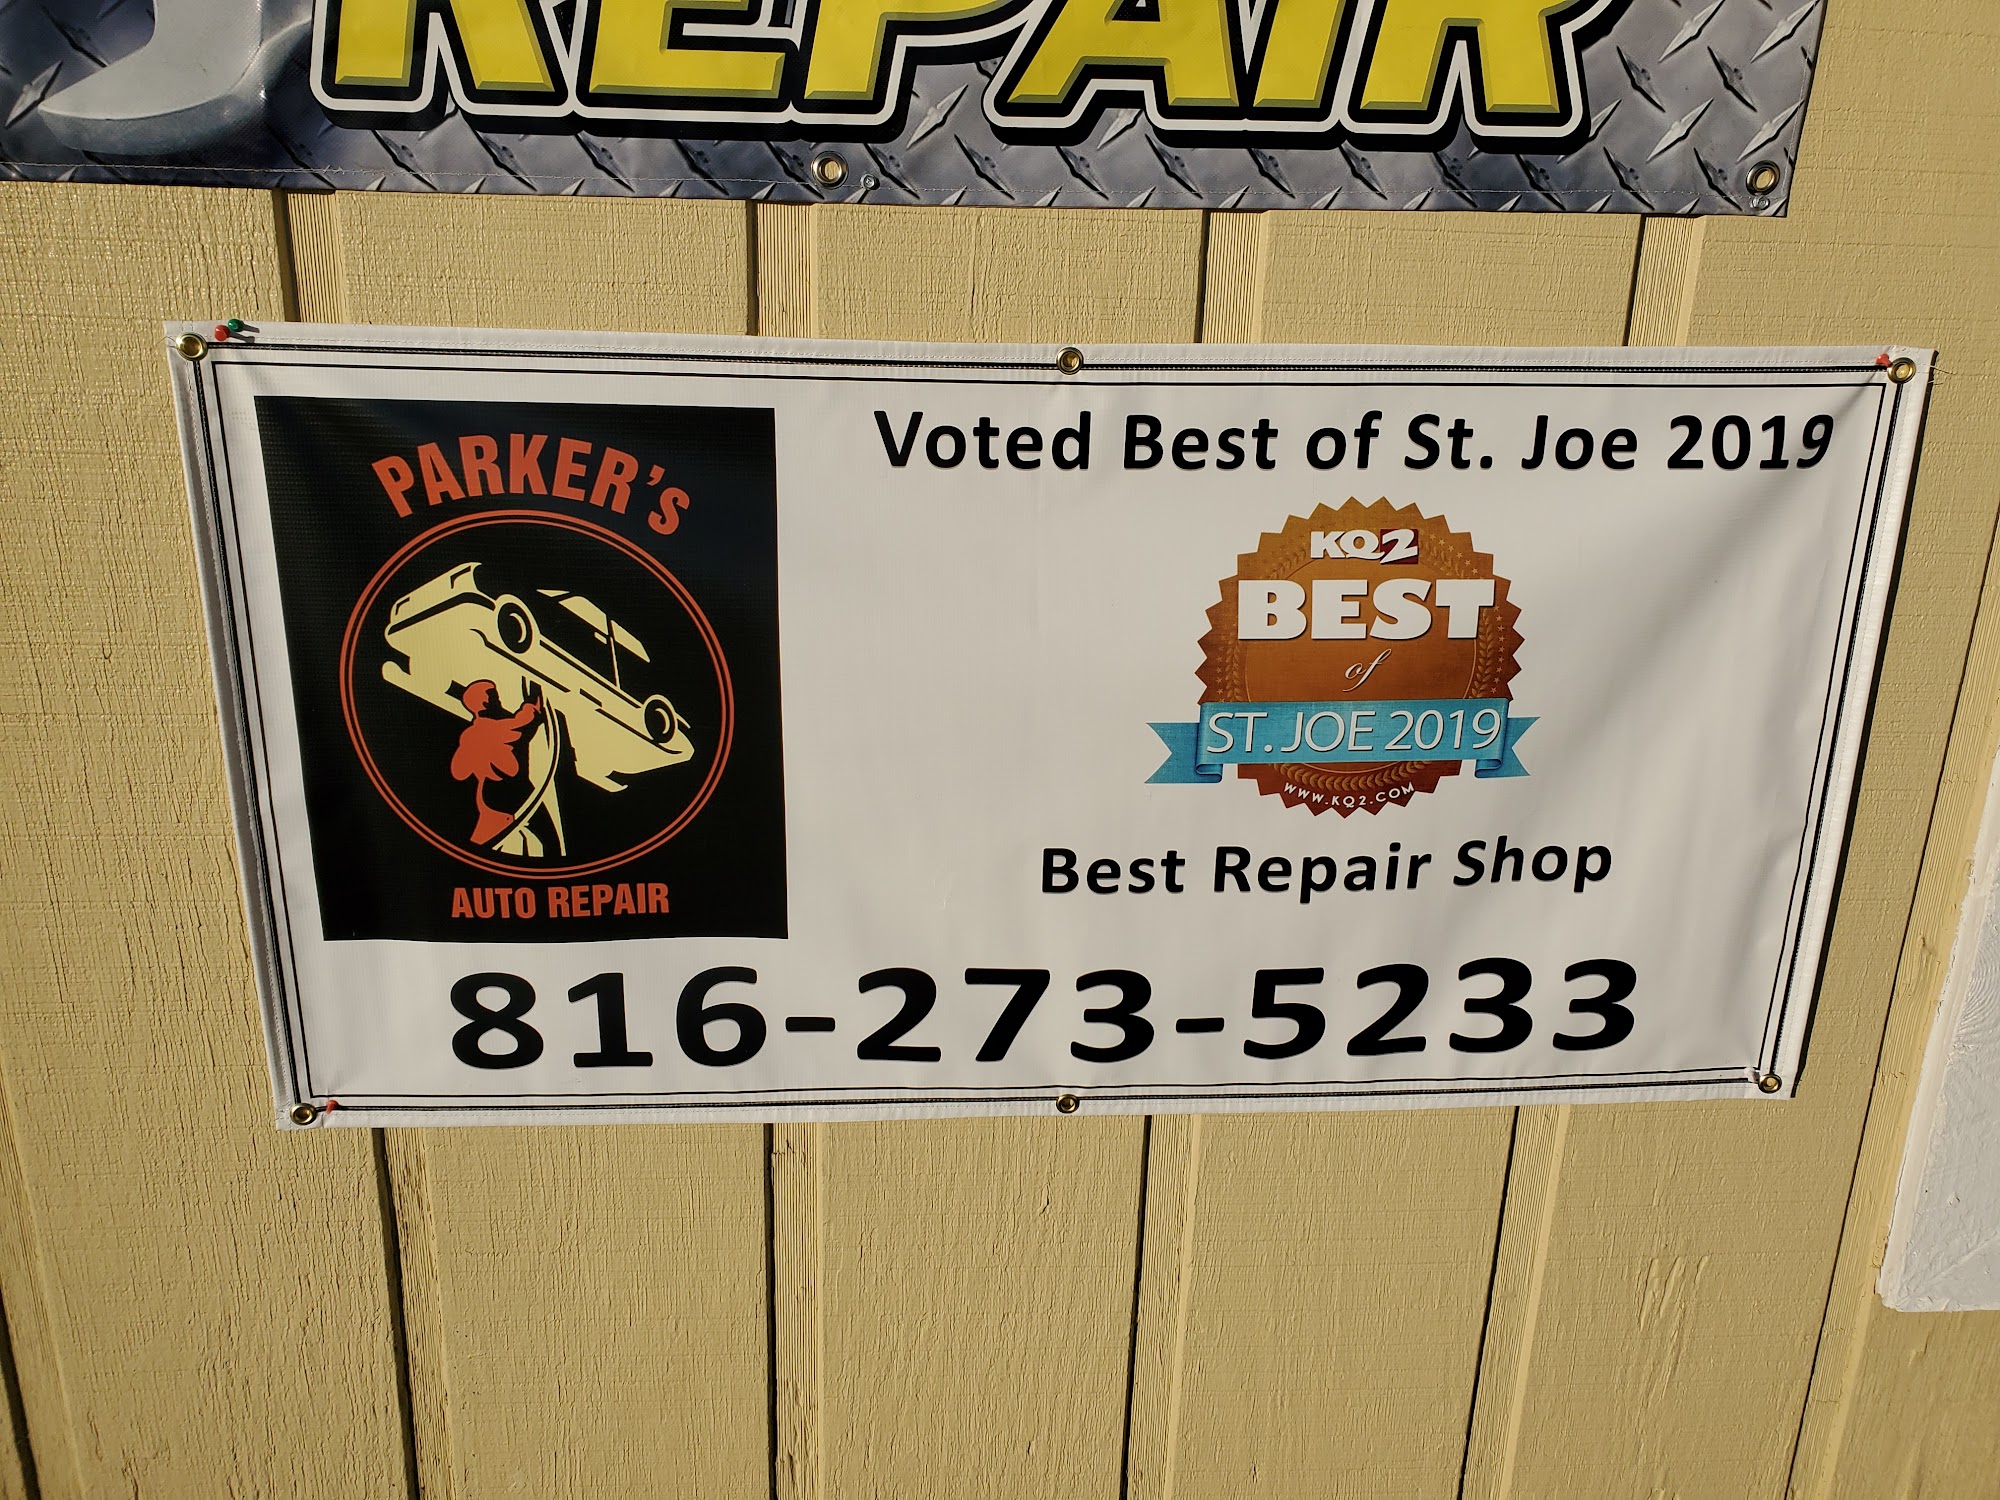 REPAIR
PARKER's
AUTO REPAIR
Voted Best of St. Joe 2019
KQ2
BEST
of
ST. JOE 2019
WWW.KQ2.COM
Best Repair Shop
816-273-5233